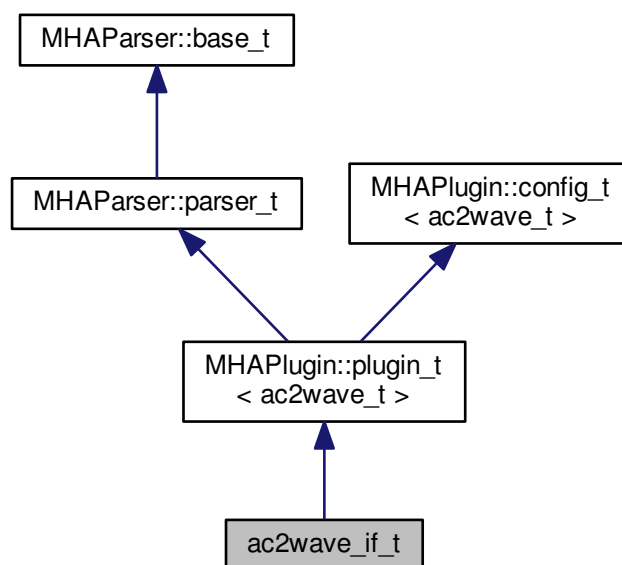 MHAParser::base_t
MHAParser::parser_t
MHAPlugin::config_t
< ac2wave_t >
MHAPlugin::plugin_t
< ac2wave_t >
ac2wave_if_t